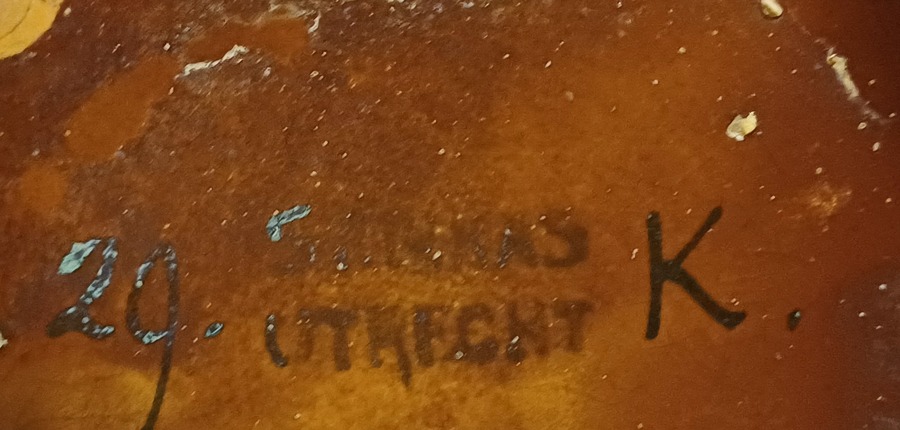 29.
UTRECHT
K.